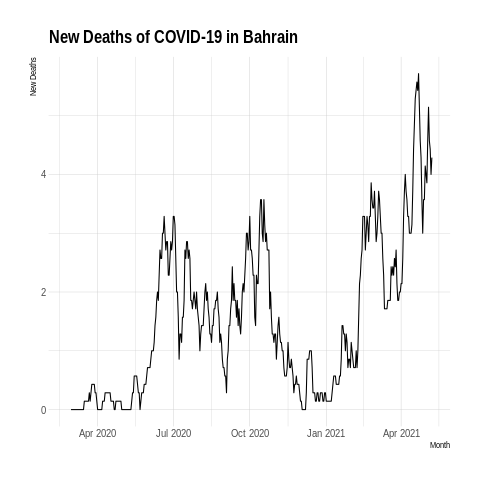 New Deaths of COVID-19 in Bahrain
New Deaths
4
2
0
Apr 2020 Jul 2020 Oct 2020 Jan 2021 Apr 2021
Month